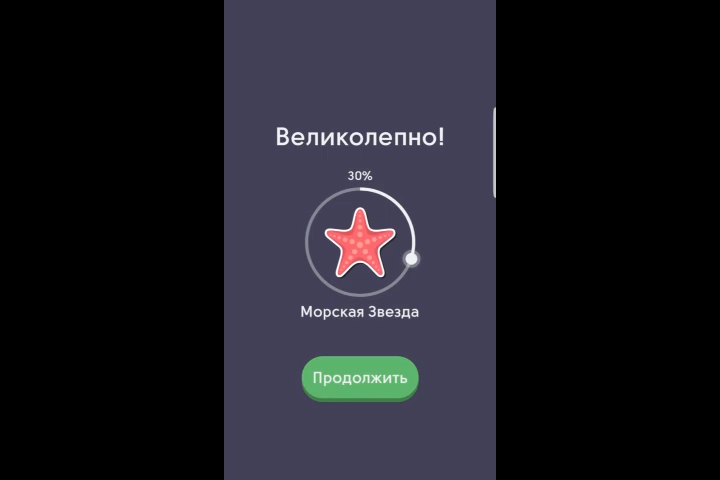 Великолепно!
30%
Морская Звезда
Продолжить